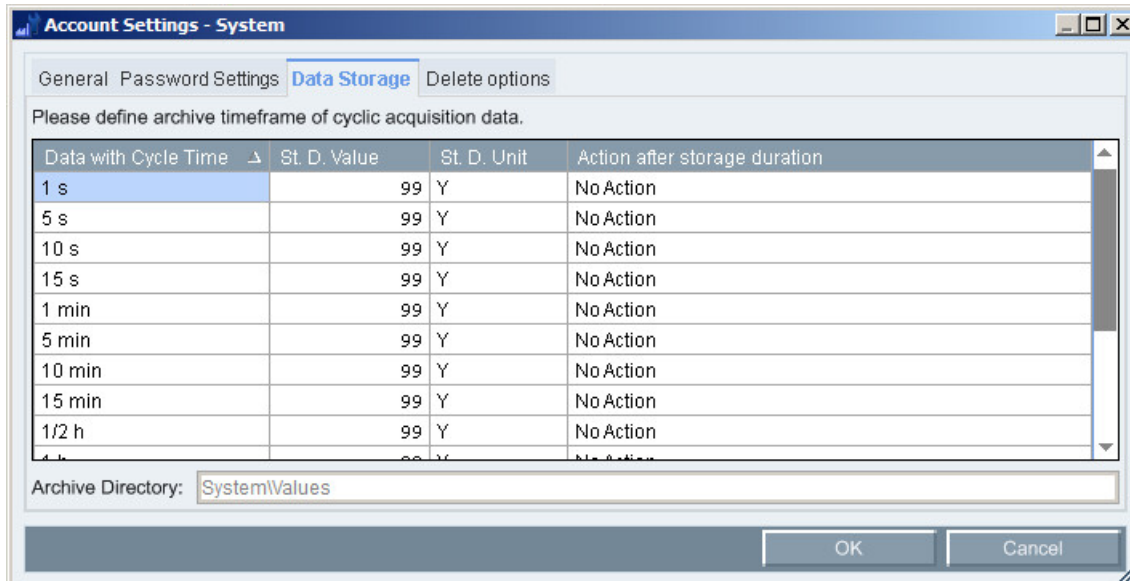 Account Settings - System
General Password Settings Data Storage Delete options
Please define archive timeframe of cyclic acquisition data.
Data with Cycle Time St. D. Value St. D. Unit Action after storage duration
1 s 99 Y No Action
5 s 99 Y No Action
10 s 99 Y No Action
15 s 99 Y No Action
1 min 99 Y No Action
5 min 99 Y No Action
10 min 99 Y No Action
15 min 99 Y No Action
1/2 h 99 Y No Action
1 h 99 Y No Action
Archive Directory: System\Values
OK Cancel